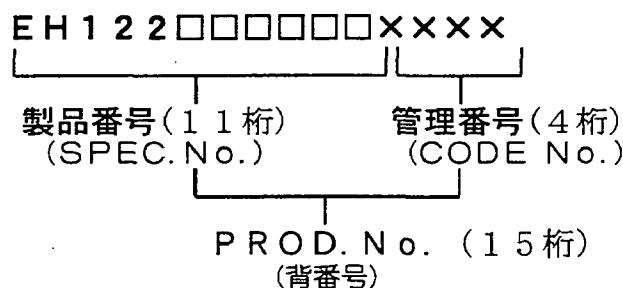 EH122□□□□□□××××
製品番号(11桁) 管理番号(4桁)
(SPEC.No.) (CODE No.)
PROD.No. (15桁)
(背番号)